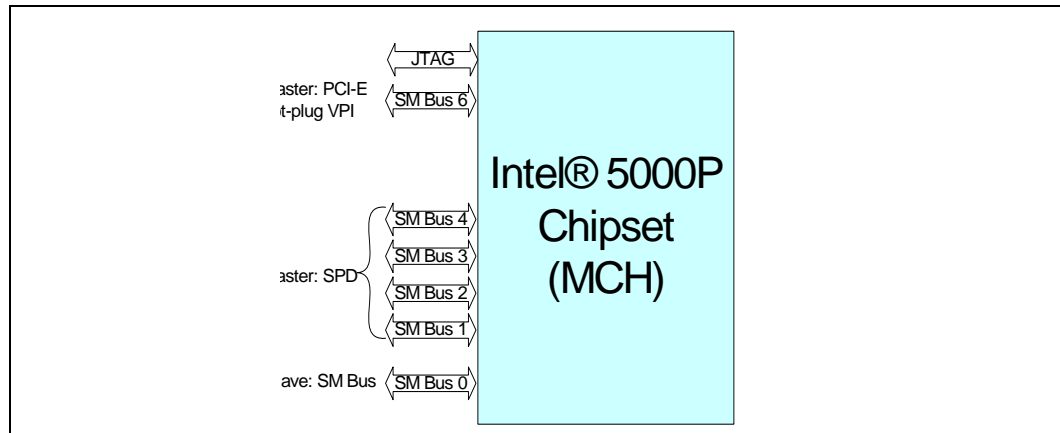 JTAG
aster: PCI-E
ot-plug VPI
SM Bus 6
Intel® 5000P
Chipset
(MCH)
SM Bus 4
SM Bus 3
aster: SPD
SM Bus 2
SM Bus 1
ave: SM Bus
SM Bus 0